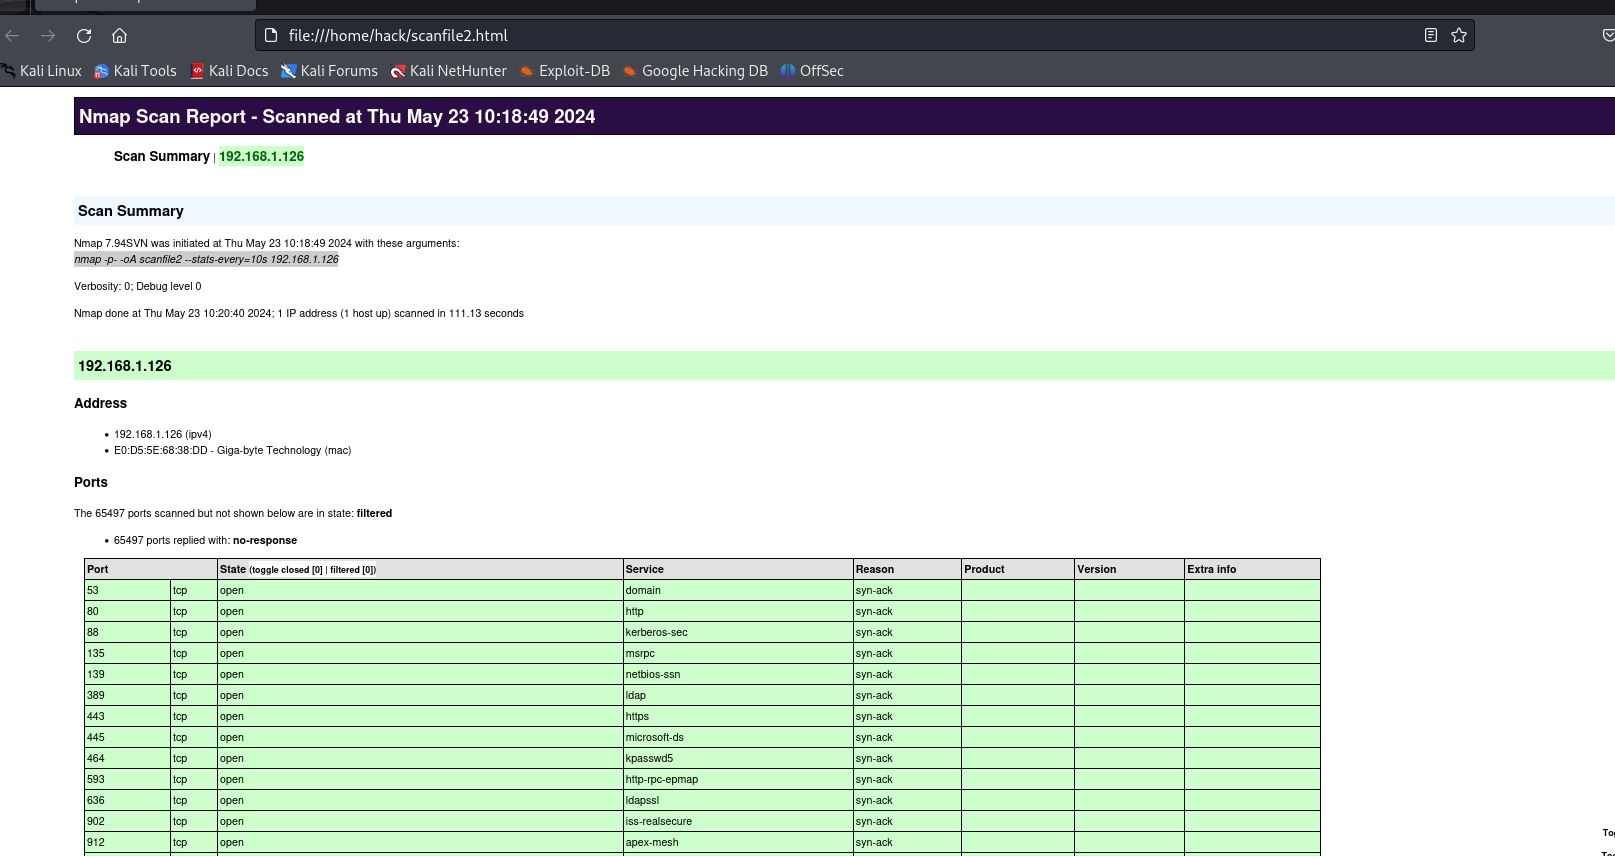 file:///home/hack/scanfile2.html
Kali Linux Kali Tools Kali Docs Kali Forums Kali NetHunter Exploit-DB Google Hacking DB OffSec
Nmap Scan Report - Scanned at Thu May 23 10:18:49 2024
Scan Summary | 192.168.1.126
Scan Summary
Nmap 7.94SVN was initiated at Thu May 23 10:18:49 2024 with these arguments:
nmap -p- -oA scanfile2 --stats-every=10s 192.168.1.126
Verbosity: 0; Debug level 0
Nmap done at Thu May 23 10:20:40 2024; 1 IP address (1 host up) scanned in 111.13 seconds
192.168.1.126
Address
• 192.168.1.126 (ipv4)
• E0:D5:5E:68:38:DD - Giga-byte Technology (mac)
Ports
The 65497 ports scanned but not shown below are in state: filtered
• 65497 ports replied with: no-response
Port State (toggle closed [0] | filtered [0]) Service Reason Product Version Extra info
53 tcp open domain syn-ack
80 tcp open http syn-ack
88 tcp open kerberos-sec syn-ack
135 tcp open msrpc syn-ack
139 tcp open netbios-ssn syn-ack
389 tcp open ldap syn-ack
443 tcp open https syn-ack
445 tcp open microsoft-ds syn-ack
464 tcp open kpasswd5 syn-ack
593 tcp open http-rpc-epmap syn-ack
636 tcp open ldapssl syn-ack
902 tcp open iss-realsecure syn-ack
912 tcp open apex-mesh syn-ack